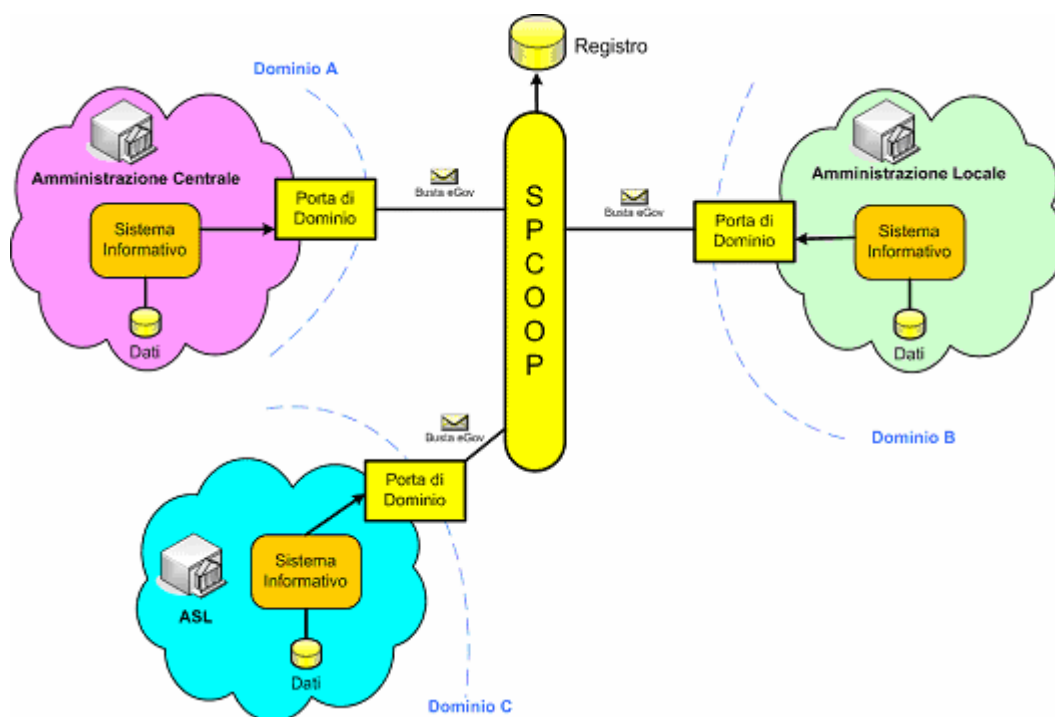 Registro
Dominio A
Amministrazione Centrale
Sistema
Informativo
Dati
Porta di
Dominio
Busta eGov
S
P
C
O
O
P
Busta eGov
Porta di
Dominio
Amministrazione Locale
Sistema
Informativo
Dati
Dominio B
Busta eGov
Porta di
Dominio
Sistema
Informativo
ASL
Dati
Dominio C